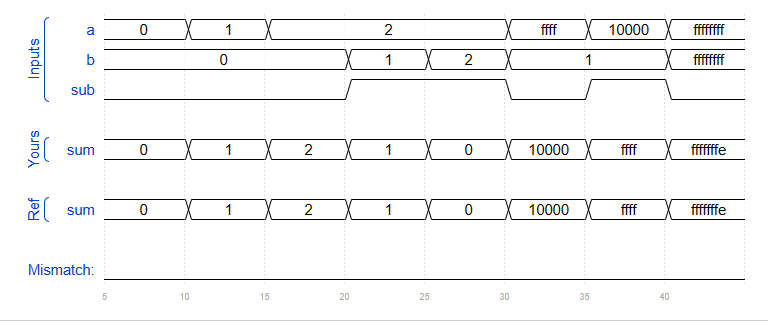 Inputs
a 0 1 2 ffff 10000 ffffffff
b 0 1 2 1 ffffffff
sub
Yours
sum 0 1 2 1 0 10000 ffff fffffffe
Ref
sum 0 1 2 1 0 10000 ffff fffffffe
Mismatch:
5 10 15 20 25 30 35 40